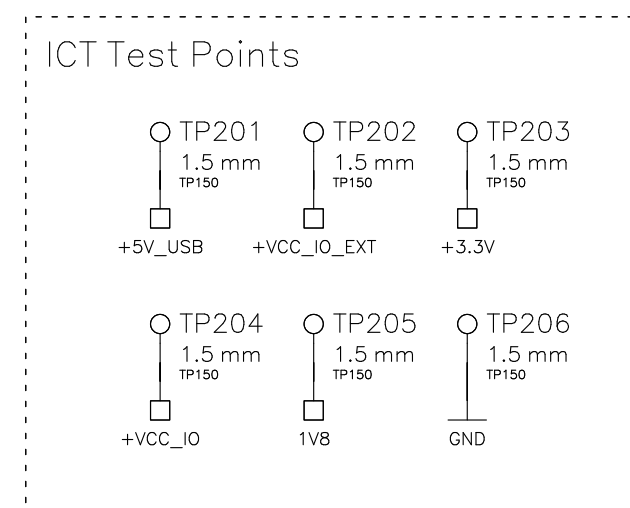 ICT Test Points
TP201 TP202 TP203
1.5 mm 1.5 mm 1.5 mm
TP150 TP150 TP150
+5V_USB +VCC_IO_EXT +3.3V
TP204 TP205 TP206
1.5 mm 1.5 mm 1.5 mm
TP150 TP150 TP150
+VCC_IO 1V8 GND